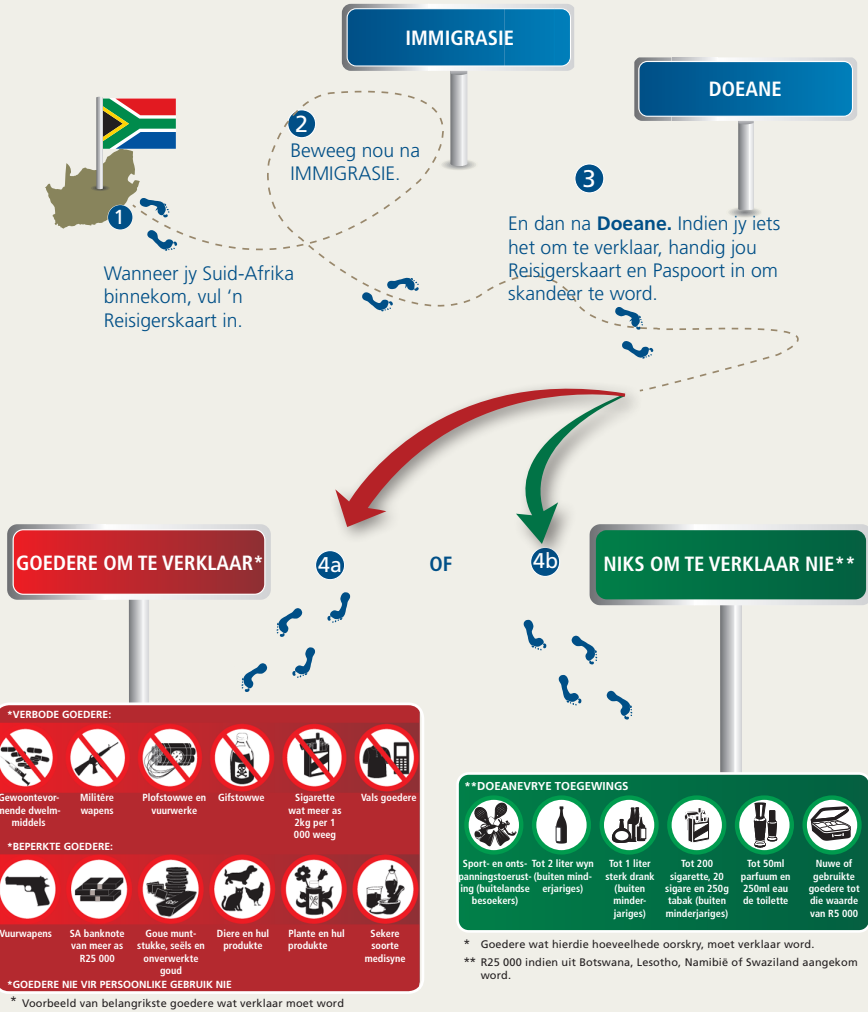 IMMIGRASIE
DOEANE
2
Beweeg nou na
IMMIGRASIE.
3
En dan na Doeane. Indien jy iets
het om te verklaar, handig jou
Reisigerskaart en Paspoort in om
skandeer te word.
1
Wanneer jy Suid-Afrika
binnekom, vul ‘n
Reisigerskaart in.
GOEDERE OM TE VERKLAAR*
4a
OF
4b
NIKS OM TE VERKLAAR NIE**
*VERBODE GOEDERE:
Gewoontevor-
mende dwelm-
middels
Militêre
wapens
Plofstowwe en
vuurwerke
Gifstowwe
Sigarette
wat meer as
2kg per 1
000 weeg
Vals goedere
*BEPERKTE GOEDERE:
Vuurwapens
SA banknote
van meer as
R25 000
Goue munt-
stukke, seëls en
onverwerkte
goud
Diere en hul
produkte
Plante en hul
produkte
Sekere
soorte
medisyne
*GOEDERE NIE VIR PERSOONLIKE GEBRUIK NIE
* Voorbeeld van belangrikste goedere wat verklaar moet word
**DOEANEVRYE TOEGEWINGS
Sport- en onts-
panningstoerust-
ing (buitelandse
besoekers)
Tot 2 liter wyn
(buiten mind-
erjariges)
Tot 1 liter
sterk drank
(buiten
minder-
jariges)
Tot 200
sigarette, 20
sigare en 250g
tabak (buiten
minderjariges)
Tot 50ml
parfuum en
250ml eau
de toilette
Nuwe of
gebruikte
goedere tot
die waarde
van R5 000
* Goedere wat hierdie hoeveelhede oorskry, moet verklaar word.
** R25 000 indien uit Botswana, Lesotho, Namibië of Swaziland aangekom
word.